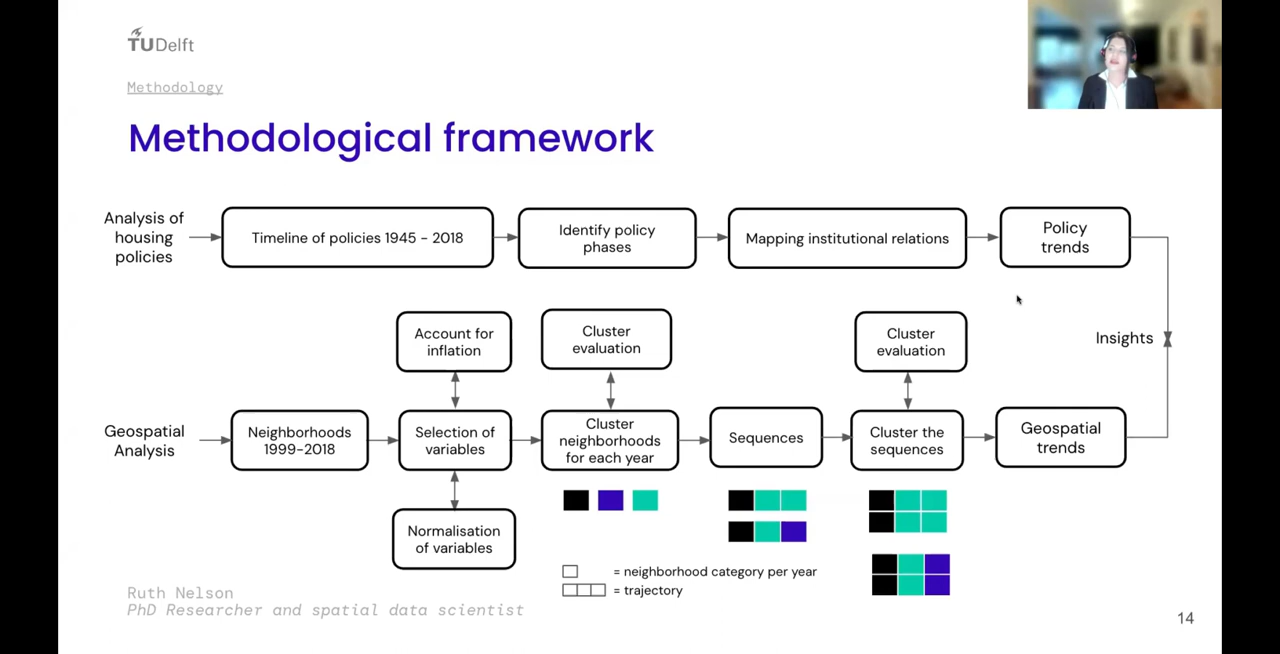 TUDelft
Methodology
Methodological framework
Analysis of
housing
policies
Timeline of policies 1945 - 2018
Identify policy
phases
Mapping institutional relations
Policy
trends
Account for
inflation
Cluster
evaluation
Cluster
evaluation
Insights
Geospatial
Analysis
Neighborhoods
1999-2018
Selection of
variables
Cluster
neighborhoods
for each year
Sequences
Cluster the
sequences
Geospatial
trends
Normalisation
of variables
= neighborhood category per year
= trajectory
Ruth Nelson
PhD Researcher and spatial data scientist
14